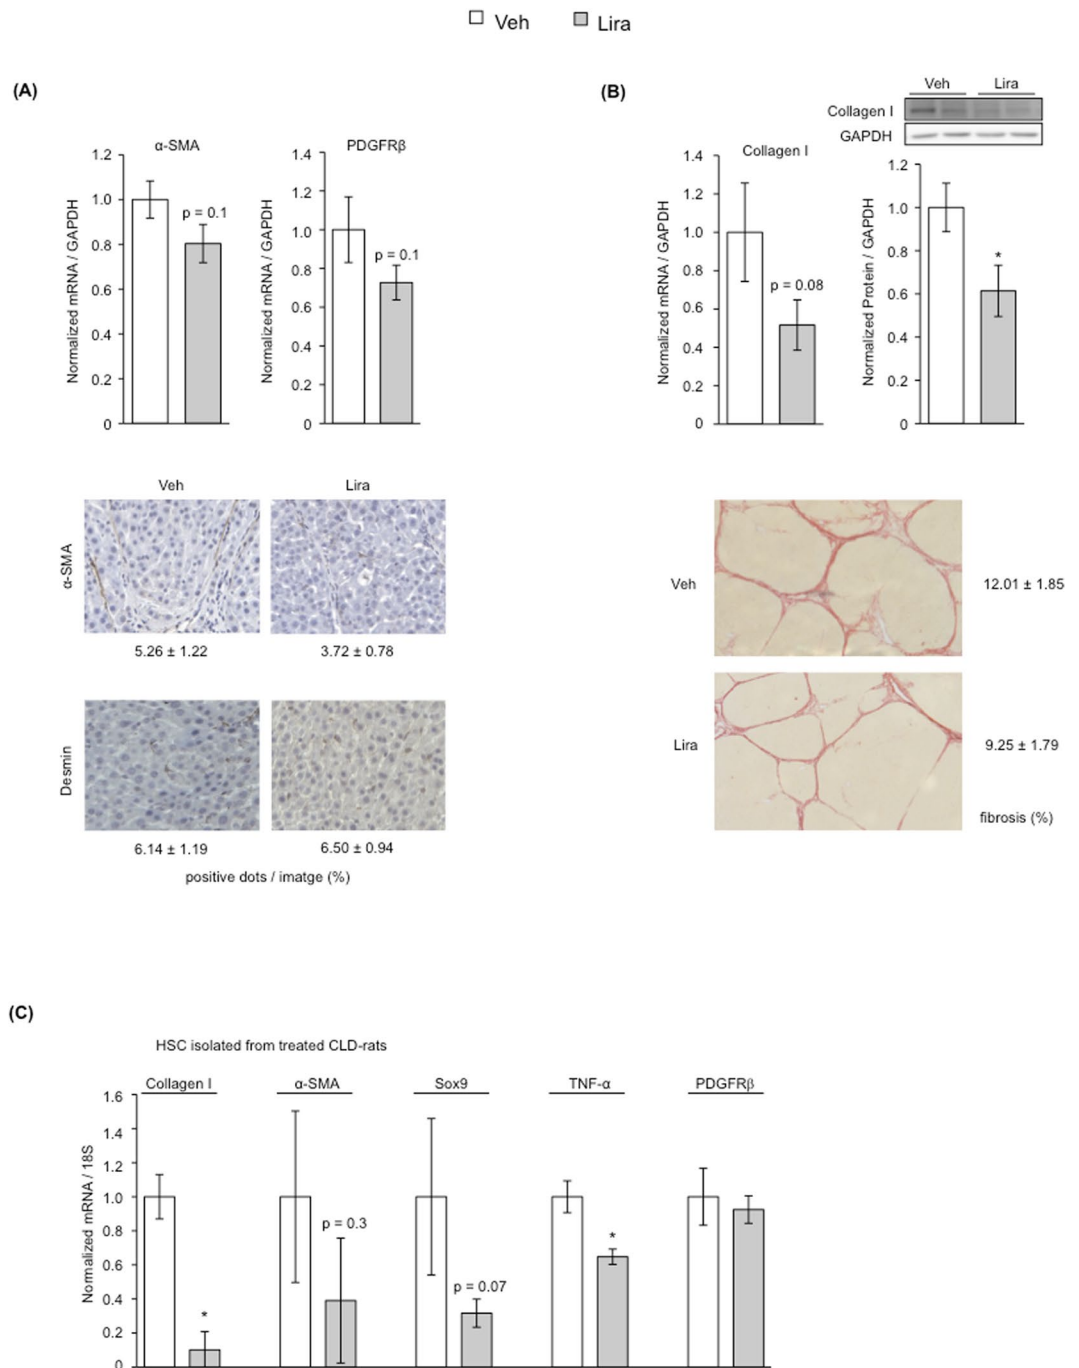 Veh Lira
(A)
α-SMA PDGFRβ
Normalized mRNA / GAPDH
1.2
1.0
0.8
0.6
0.4
0.2
0
p = 0.1
Normalized mRNA / GAPDH
1.4
1.2
1.0
0.8
0.6
0.4
0.2
0
p = 0.1
Veh Lira
α-SMA
5.26 ± 1.22 3.72 ± 0.78
Desmin
6.14 ± 1.19 6.50 ± 0.94
positive dots / imatge (%)
(B)
Veh Lira
Collagen I
GAPDH
Collagen I
Normalized mRNA / GAPDH
1.4
1.2
1.0
0.8
0.6
0.4
0.2
0
p = 0.08
Normalized Protein / GAPDH
1.2
1.0
0.8
0.6
0.4
0.2
0
*
Veh 12.01 ± 1.85
Lira 9.25 ± 1.79
fibrosis (%)
(C)
HSC isolated from treated CLD-rats
Collagen I α-SMA Sox9 TNF-α PDGFRβ
Normalized mRNA / 18S
1.6
1.4
1.2
1.0
0.8
0.6
0.4
0.2
0
* p = 0.3 p = 0.07 *